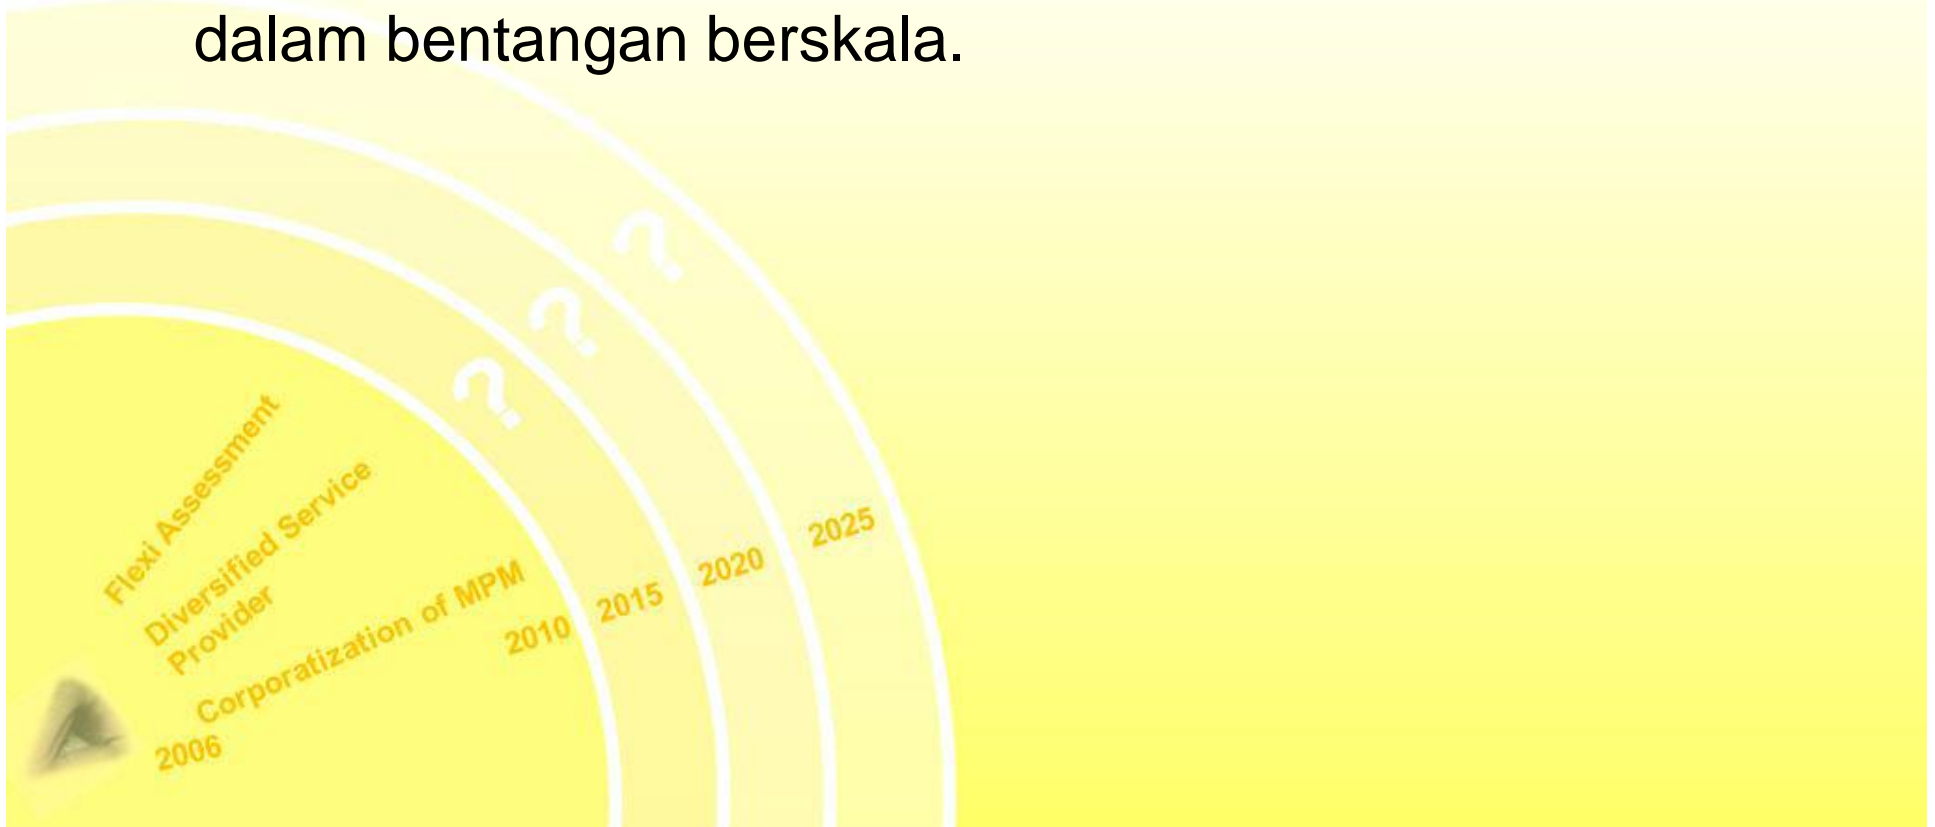 dalam bentangan berskala.
?
?
?
Flexi Assessment
Diversified Service
Provider
Corporatization of MPM
2006
2010
2015
2020
2025